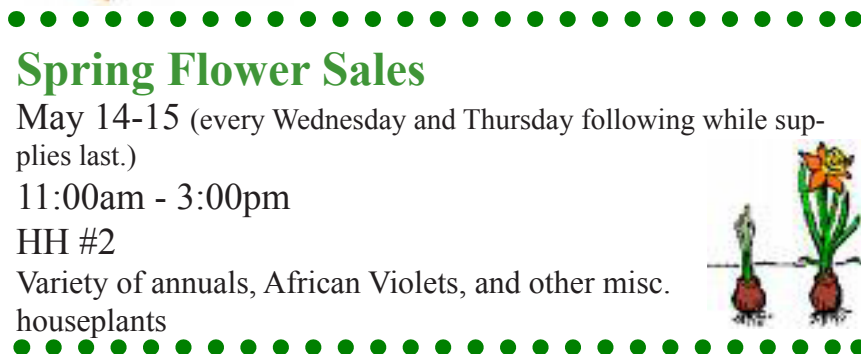 Spring Flower Sales
May 14-15 (every Wednesday and Thursday following while sup-
plies last.)
11:00am - 3:00pm
HH #2
Variety of annuals, African Violets, and other misc.
houseplants